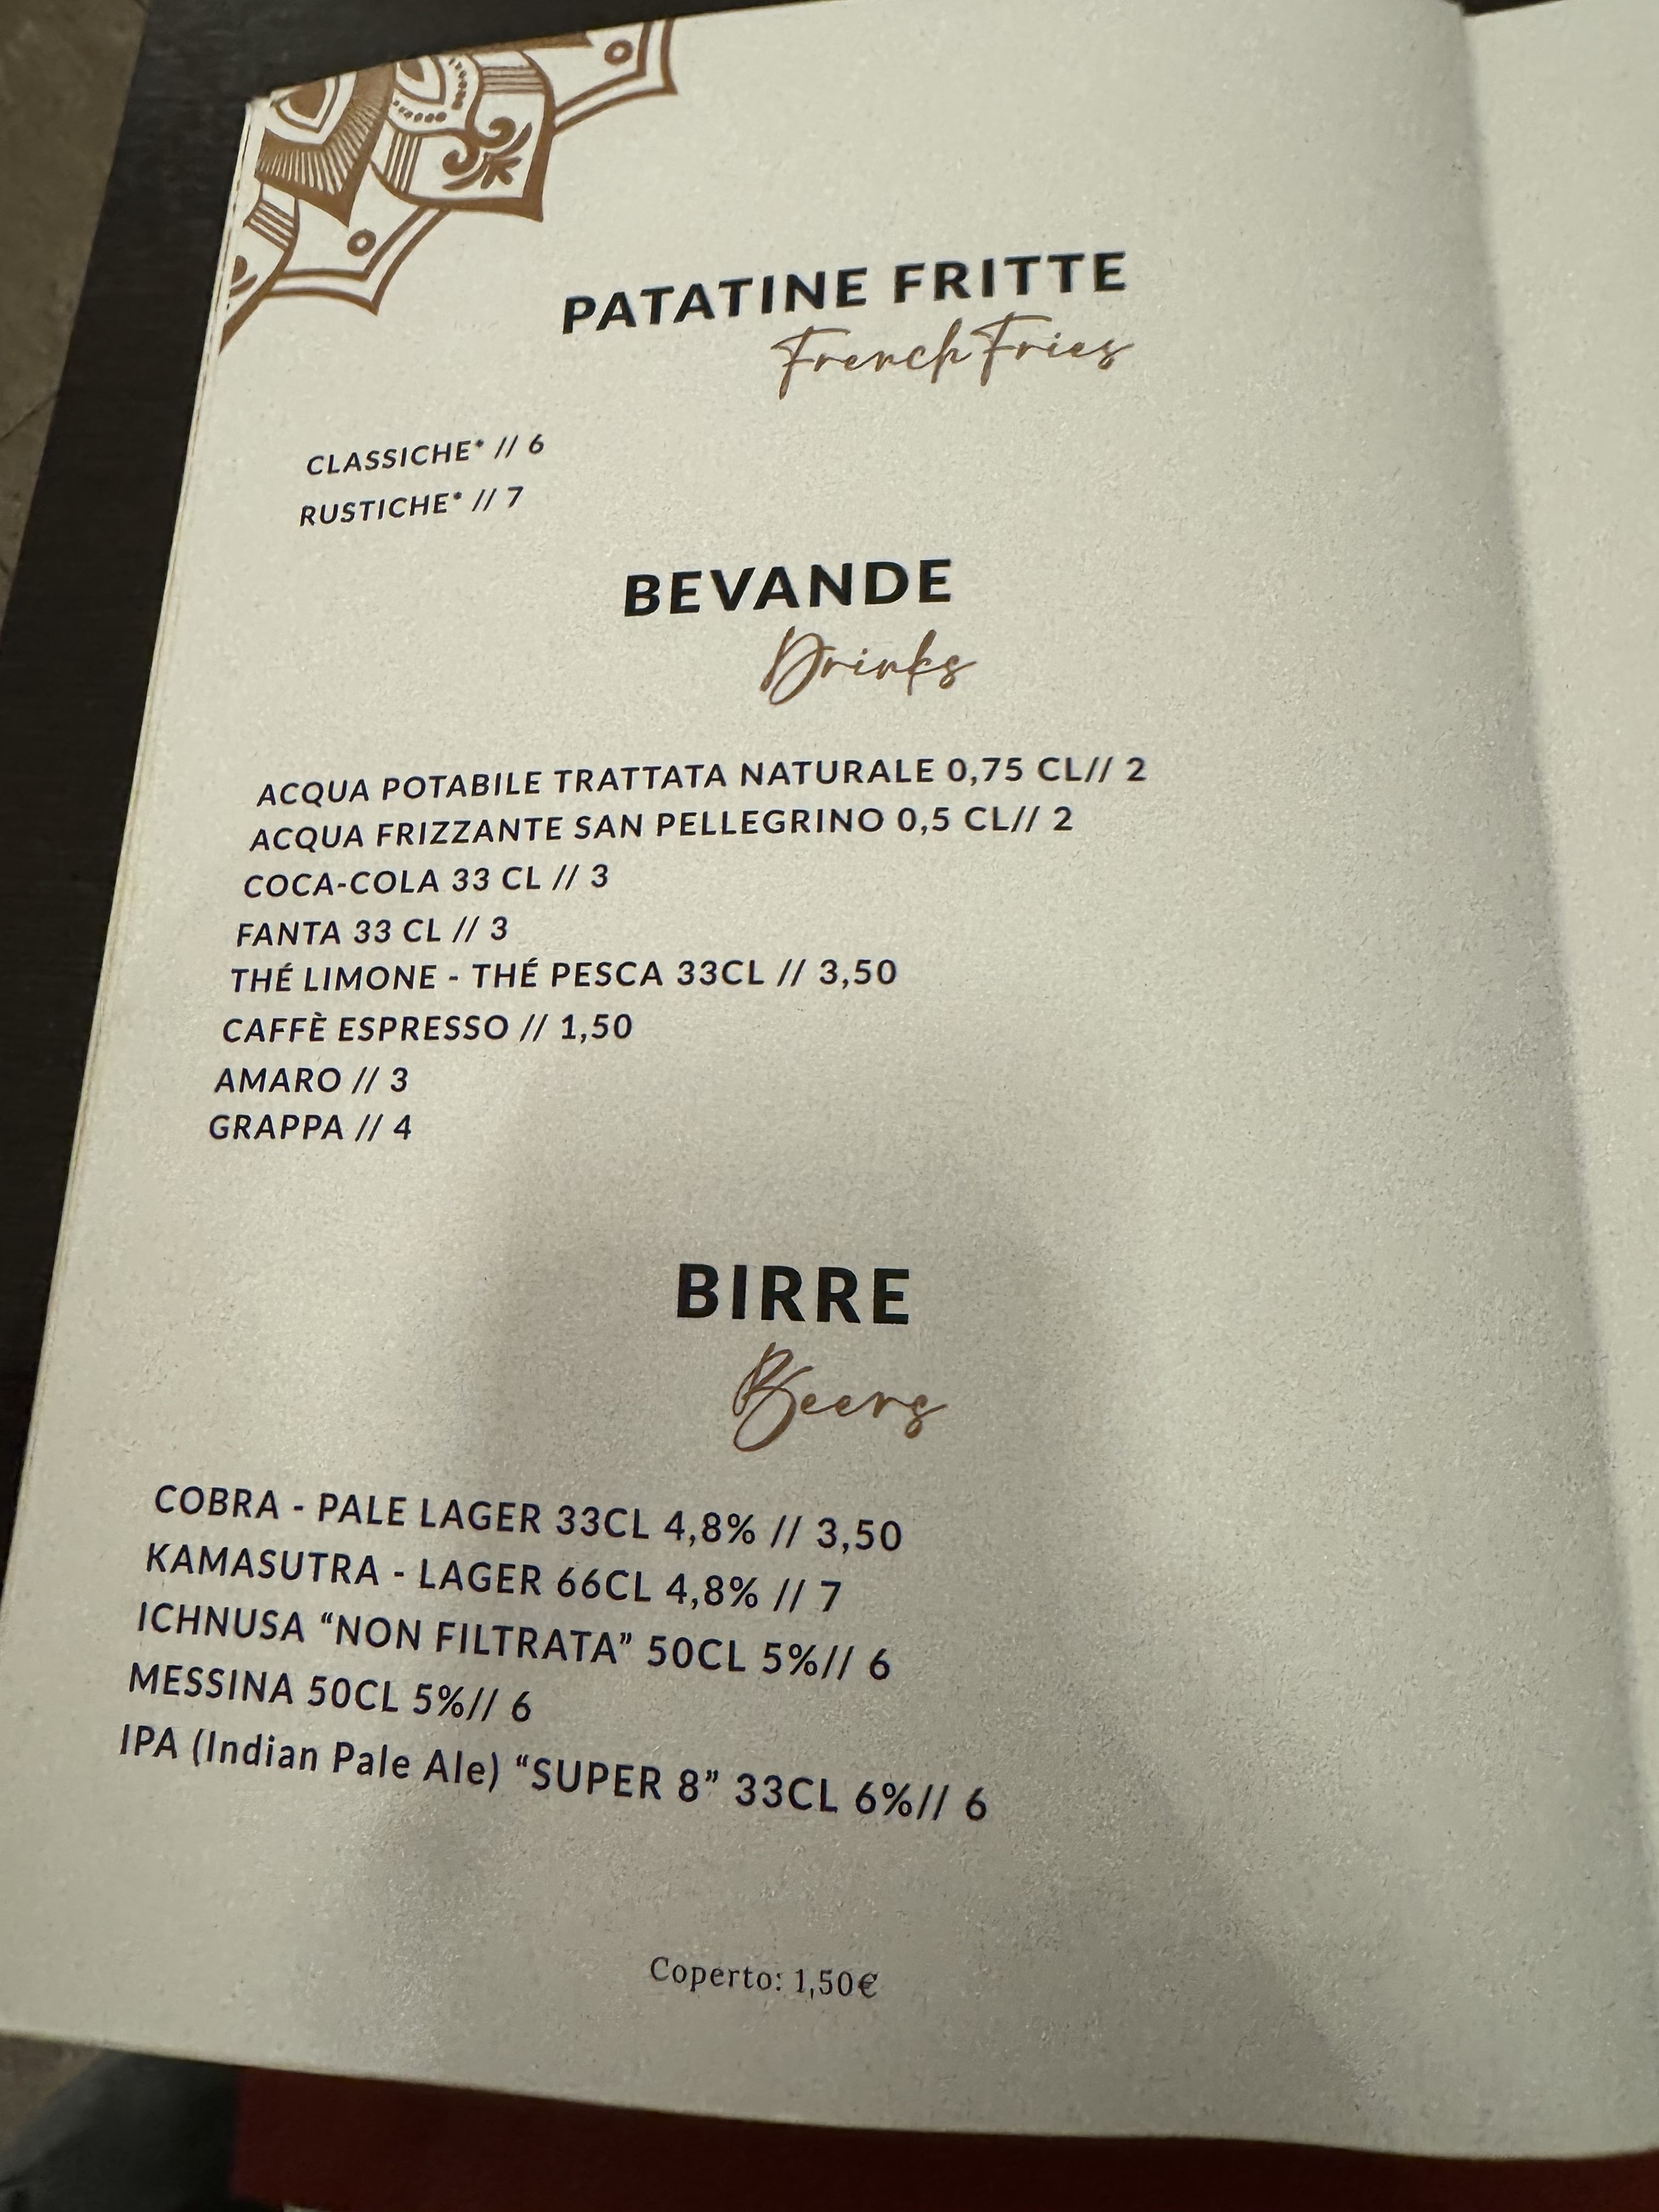 PATATINE FRITTE
French Fries
CLASSICHE* // 6
RUSTICHE* // 7
BEVANDE
Drinks
ACQUA POTABILE TRATTATA NATURALE 0,75 CL// 2
ACQUA FRIZZANTE SAN PELLEGRINO 0,5 CL// 2
COCA-COLA 33 CL // 3
FANTA 33 CL // 3
THÉ LIMONE - THÉ PESCA 33CL // 3,50
CAFFÈ ESPRESSO // 1,50
AMARO // 3
GRAPPA // 4
BIRRE
Beers
COBRA - PALE LAGER 33CL 4,8% // 3,50
KAMASUTRA - LAGER 66CL 4,8% // 7
ICHNUSA “NON FILTRATA” 50CL 5%// 6
MESSINA 50CL 5%// 6
IPA (Indian Pale Ale) “SUPER 8” 33CL 6%// 6
Coperto: 1,50€